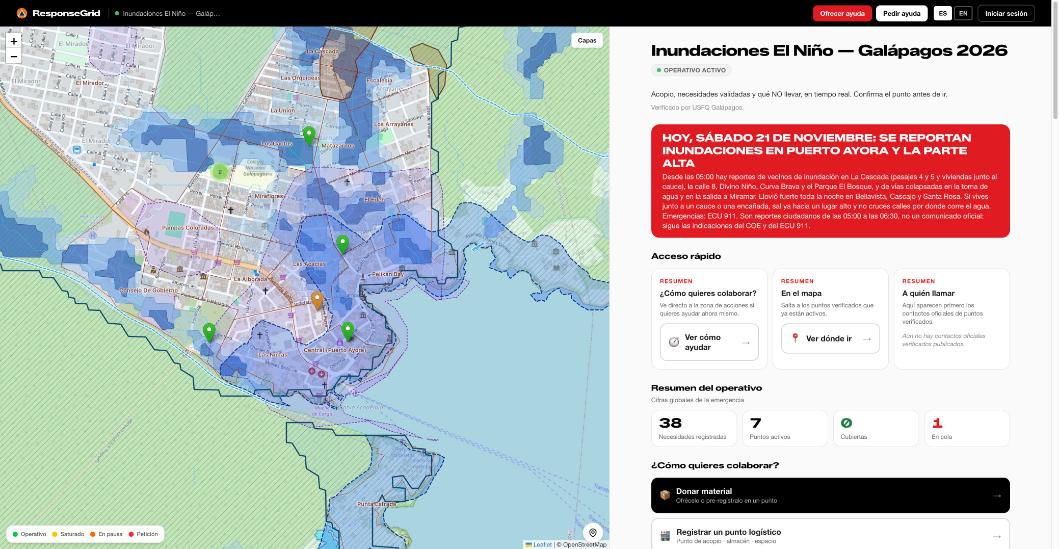 ResponseGrid
Inundaciones El Niño — Galáp...
Ofrecer ayuda
Pedir ayuda
ES
EN
Iniciar sesión
+
−
Capas
El Mirador
La Cascada
Las Orquídeas
Escalesia
El Mirador
La Unión
Los Arrayanes
2
Miraflores
El Edén
Pampas Coloradas
Las Acacias
Pelikan Bay
La Alborada
Consejo De Gobierno
Las Ninfas
Central (Puerto Ayora)
Punta Estrada
Operativo
Saturado
En pausa
Petición
Leaflet | © OpenStreetMap
Inundaciones El Niño — Galápagos 2026
OPERATIVO ACTIVO
Acopio, necesidades validadas y qué NO llevar, en tiempo real. Confirma el punto antes de ir.
Verificado por USFQ Galápagos.
HOY, SÁBADO 21 DE NOVIEMBRE: SE REPORTAN
INUNDACIONES EN PUERTO AYORA Y LA PARTE
ALTA
Desde las 05:00 hay reportes de vecinos de inundación en La Cascada (pasajes 4 y 5 y viviendas junto al
cauce), la calle 8, Divino Niño, Curva Brava y el Parque El Bosque, y de vías colapsadas en la toma de
agua y en la salida a Miramar. Llovió fuerte toda la noche en Bellavista, Cascajo y Santa Rosa. Si vives
junto a un cauce o una encañada, sal ya hacia un lugar alto y no cruces calles por donde corre el agua.
Emergencias: ECU 911. Son reportes ciudadanos de las 05:00 a las 06:30, no un comunicado oficial:
sigue las indicaciones del COE y del ECU 911.
Acceso rápido
RESUMEN
¿Cómo quieres colaborar?
Ve directo a la zona de acciones si
quieres ayudar ahora mismo.
Ver cómo
ayudar
→
RESUMEN
En el mapa
Salta a los puntos verificados que
ya están activos.
Ver dónde ir
→
RESUMEN
A quién llamar
Aquí aparecen primero los
contactos oficiales de puntos
verificados.
Aún no hay contactos oficiales
verificados publicados.
Resumen del operativo
Cifras globales de la emergencia
38
Necesidades registradas
7
Puntos activos
0
Cubiertas
1
En cola
¿Cómo quieres colaborar?
Donar material
Ofrécelo o pre-regístralo en un punto
→
Registrar un punto logístico
Punto de acopio · almacén · espacio
→